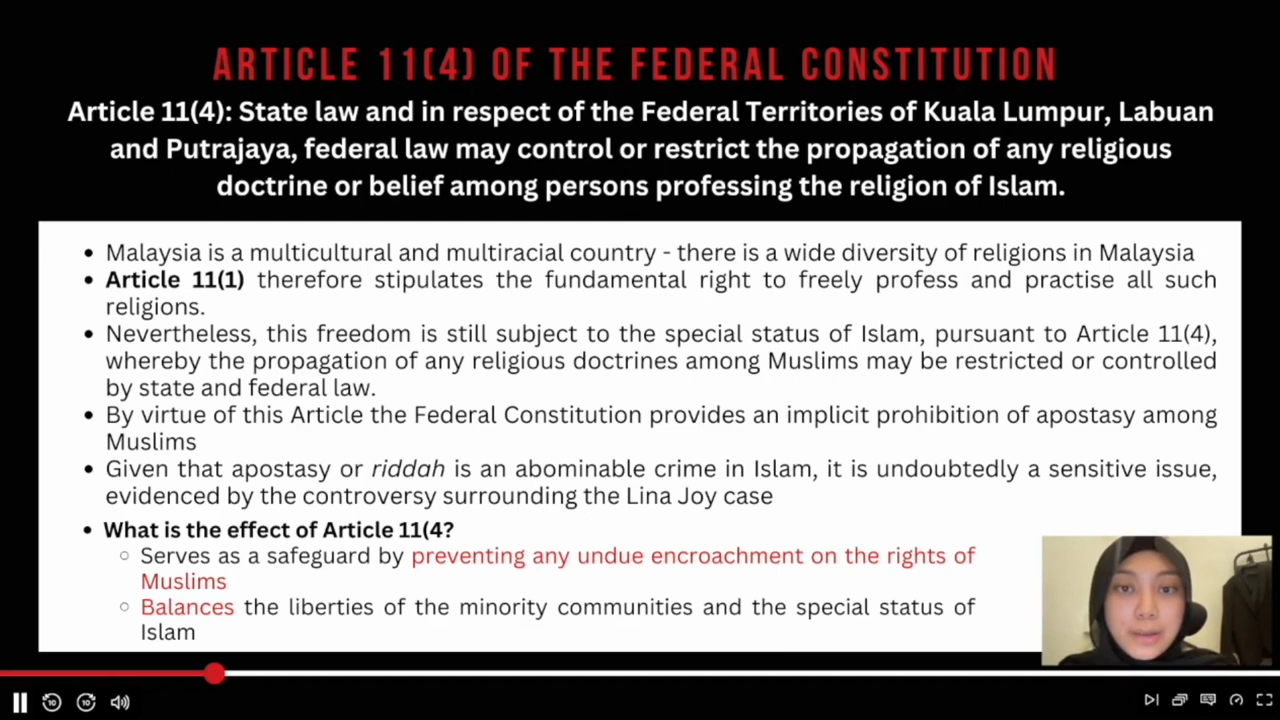 ARTICLE 11(4) OF THE FEDERAL CONSTITUTION
Article 11(4): State law and in respect of the Federal Territories of Kuala Lumpur, Labuan
and Putrajaya, federal law may control or restrict the propagation of any religious
doctrine or belief among persons professing the religion of Islam.
• Malaysia is a multicultural and multiracial country - there is a wide diversity of religions in Malaysia
• Article 11(1) therefore stipulates the fundamental right to freely profess and practise all such
religions.
• Nevertheless, this freedom is still subject to the special status of Islam, pursuant to Article 11(4),
whereby the propagation of any religious doctrines among Muslims may be restricted or controlled
by state and federal law.
• By virtue of this Article the Federal Constitution provides an implicit prohibition of apostasy among
Muslims
• Given that apostasy or riddah is an abominable crime in Islam, it is undoubtedly a sensitive issue,
evidenced by the controversy surrounding the Lina Joy case
• What is the effect of Article 11(4?
○ Serves as a safeguard by preventing any undue encroachment on the rights of
Muslims
○ Balances the liberties of the minority communities and the special status of
Islam
10 10